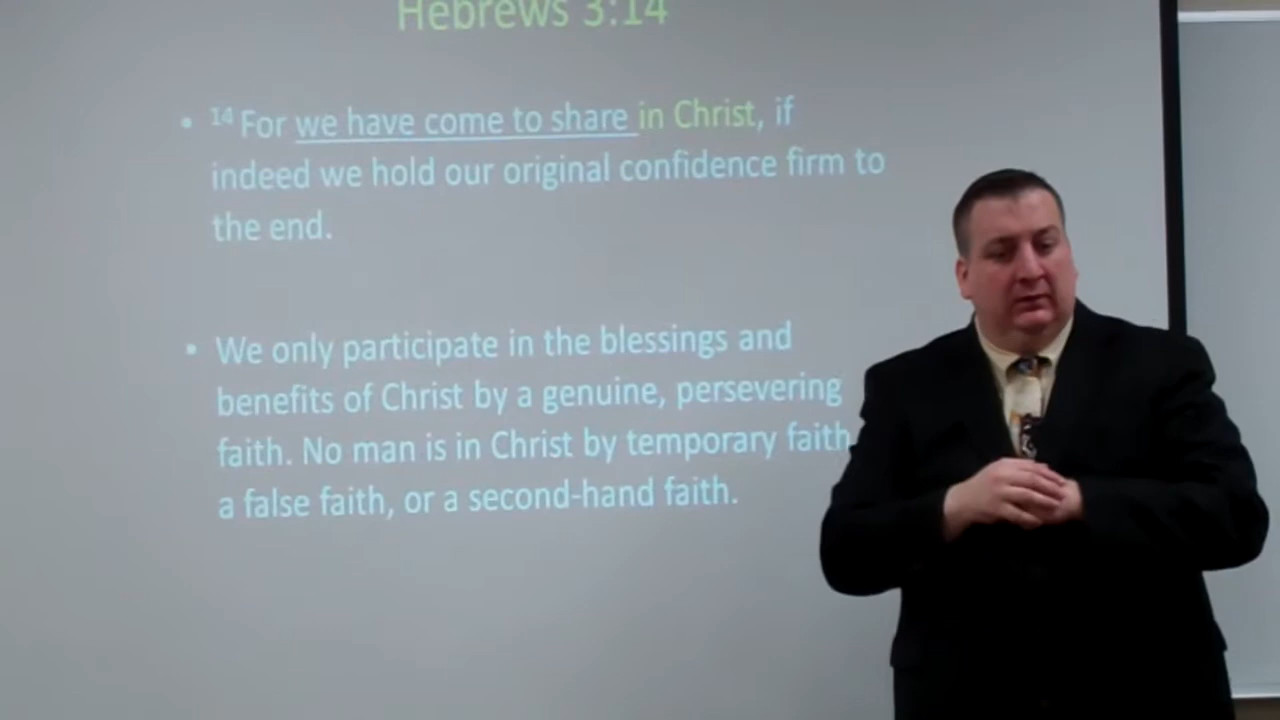 Hebrews 3:14
• ¹⁴ For we have come to share in Christ, if
indeed we hold our original confidence firm to
the end.
• We only participate in the blessings and
benefits of Christ by a genuine, persevering
faith. No man is in Christ by temporary faith
a false faith, or a second-hand faith.